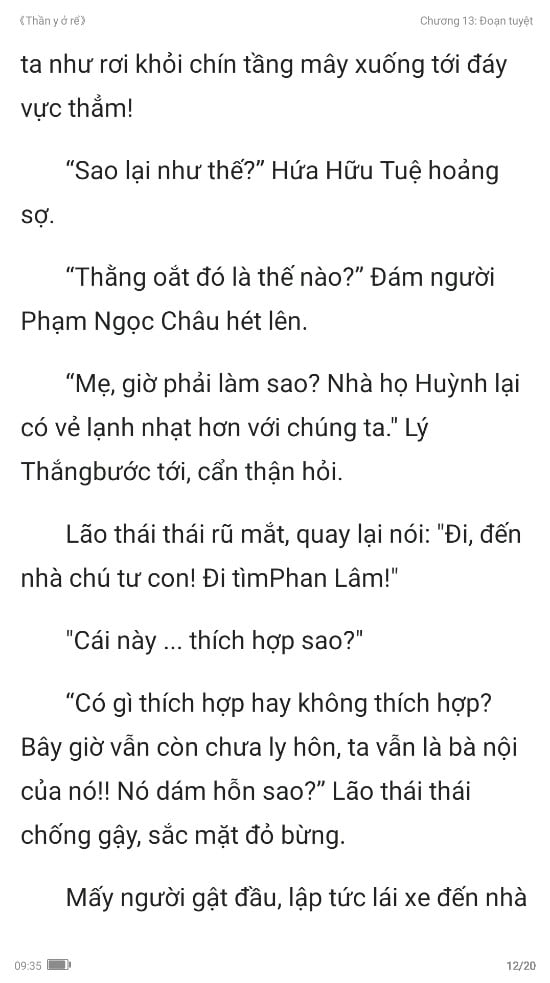 《Thần y ở rể》
Chương 13: Đoạn tuyệt
ta như rơi khỏi chín tầng mây xuống tới đáy
vực thẳm!
“Sao lại như thế?” Hứa Hữu Tuệ hoảng
sợ.
“Thằng oắt đó là thế nào?” Đám người
Phạm Ngọc Châu hét lên.
“Mẹ, giờ phải làm sao? Nhà họ Huỳnh lại
có vẻ lạnh nhạt hơn với chúng ta." Lý
Thắngbước tới, cẩn thận hỏi.
Lão thái thái rũ mắt, quay lại nói: "Đi, đến
nhà chú tư con! Đi tìmPhan Lâm!"
"Cái này ... thích hợp sao?"
“Có gì thích hợp hay không thích hợp?
Bây giờ vẫn còn chưa ly hôn, ta vẫn là bà nội
của nó!! Nó dám hỗn sao?” Lão thái thái
chống gậy, sắc mặt đỏ bừng.
Mấy người gật đầu, lập tức lái xe đến nhà
09:35
12/20